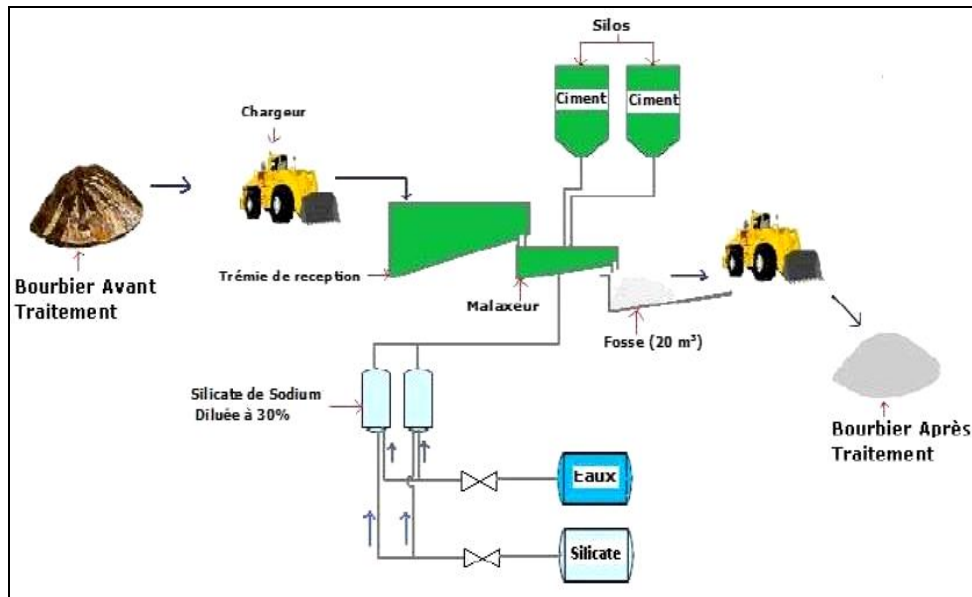 Silos
Ciment
Ciment
Chargeur
Trémie de reception
Bourbier Avant
Traitement
Malaxeur
Fosse (20 m³)
Silicate de Sodium
Diluée à 30%
Bourbier Après
Traitement
Eaux
Silicate